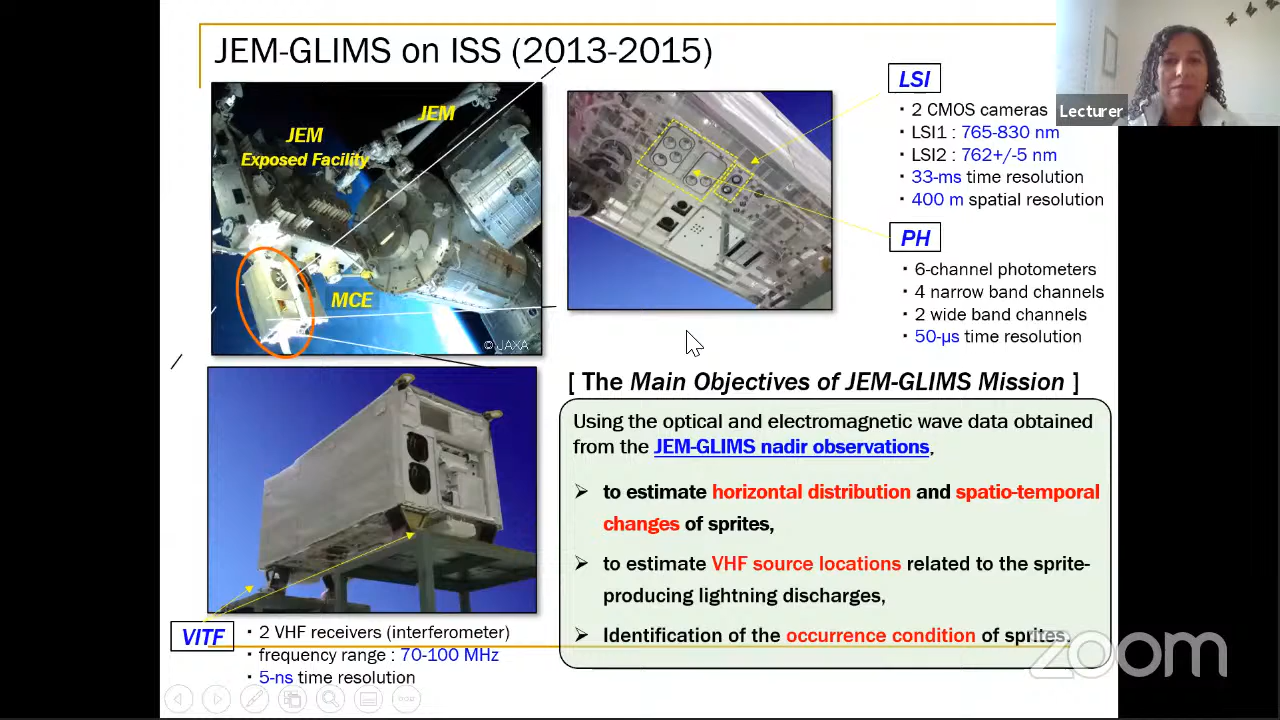 JEM-GLIMS on ISS (2013-2015)
JEM
JEM
Exposed Facility
MCE
© JAXA
LSI
▪ 2 CMOS cameras
▪ LSI1 : 765-830 nm
▪ LSI2 : 762+/-5 nm
▪ 33-ms time resolution
▪ 400 m spatial resolution
Lecturer
PH
▪ 6-channel photometers
▪ 4 narrow band channels
▪ 2 wide band channels
▪ 50-μs time resolution
[ The Main Objectives of JEM-GLIMS Mission ]
Using the optical and electromagnetic wave data obtained
from the JEM-GLIMS nadir observations,
➢ to estimate horizontal distribution and spatio-temporal
changes of sprites,
➢ to estimate VHF source locations related to the sprite-
producing lightning discharges,
➢ Identification of the occurrence condition of sprites.
VITF
▪ 2 VHF receivers (interferometer)
▪ frequency range : 70-100 MHz
▪ 5-ns time resolution
zoom